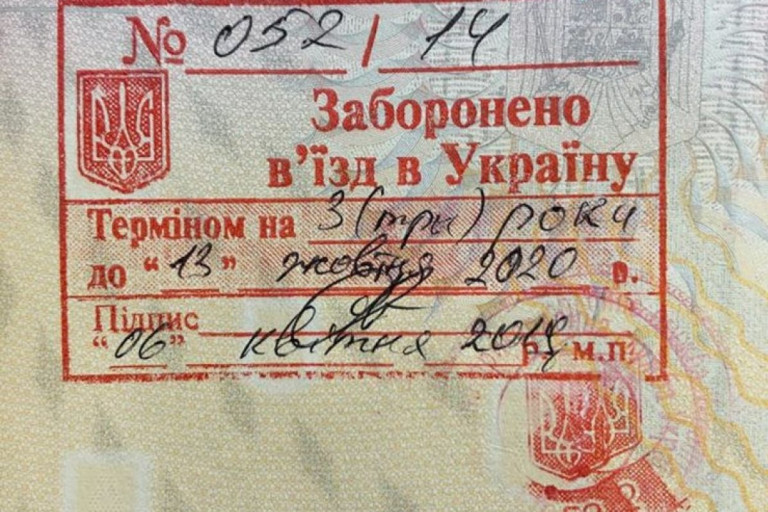 № 052 / 14
Заборонено
в'їзд в Україну
Терміном на 3 (три) роки
до “13” жовтня 2020 р.
Підпис
“06” квітня 2018 р. м.п.